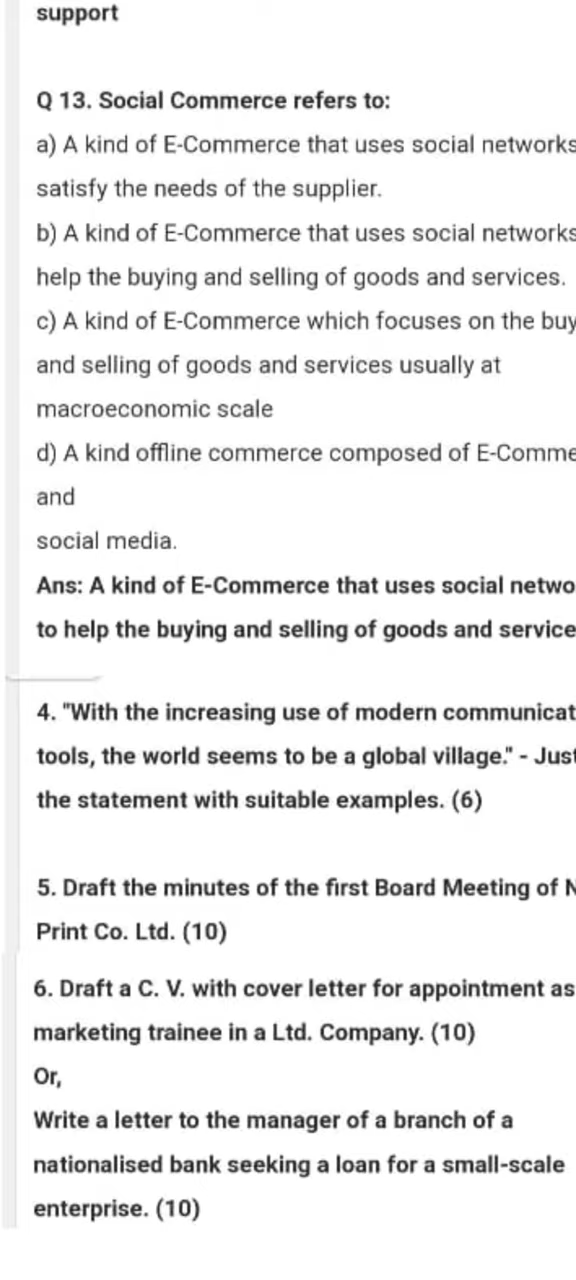 support
Q 13. Social Commerce refers to:
a) A kind of E-Commerce that uses social networks
satisfy the needs of the supplier.
b) A kind of E-Commerce that uses social networks
help the buying and selling of goods and services.
c) A kind of E-Commerce which focuses on the buy
and selling of goods and services usually at
macroeconomic scale
d) A kind offline commerce composed of E-Comme
and
social media.
Ans: A kind of E-Commerce that uses social netwo
to help the buying and selling of goods and service
4. "With the increasing use of modern communicat
tools, the world seems to be a global village." - Just
the statement with suitable examples. (6)
5. Draft the minutes of the first Board Meeting of N
Print Co. Ltd. (10)
6. Draft a C. V. with cover letter for appointment as
marketing trainee in a Ltd. Company. (10)
Or,
Write a letter to the manager of a branch of a
nationalised bank seeking a loan for a small-scale
enterprise. (10)